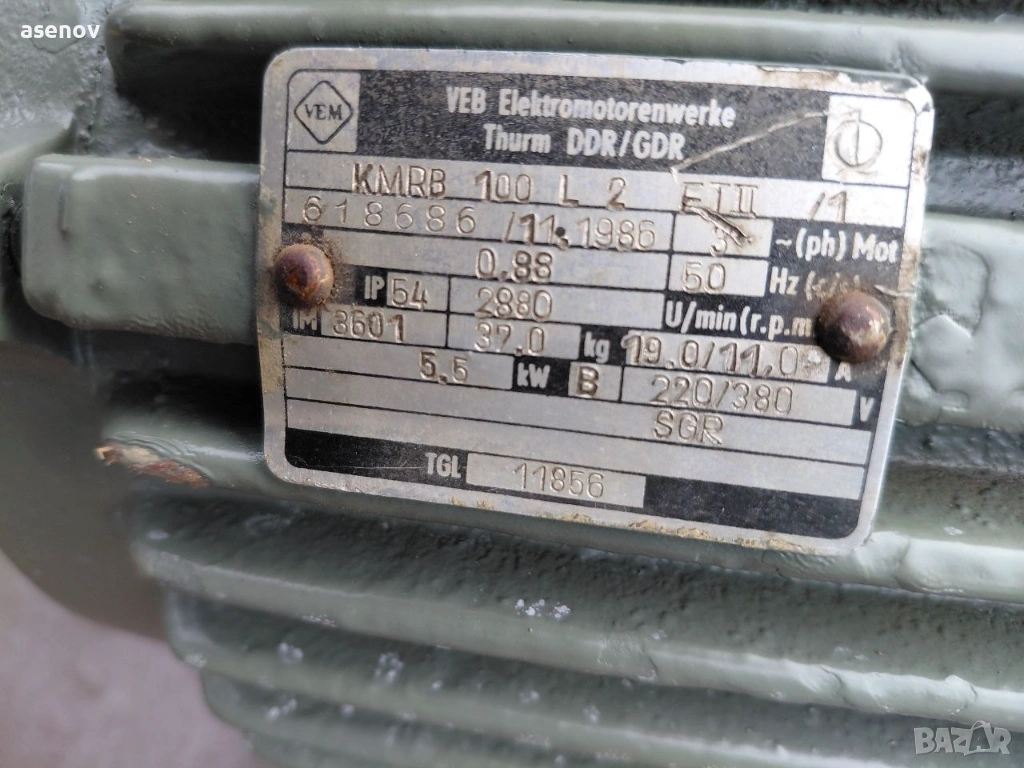 asenov
VEM
VEB Elektromotorenwerke
Thurm DDR/GDR
KMRB 100 L 2 /1
618686 /11.1986 3 ~(ph) Mot
0.88 50 Hz
IP 54 2880 U/min(r.p.m
IM 3601 37.0 kg 19.0/11.0 A
5.5 kW B 220/380 V
SGR
TGL 11856
BAZAR